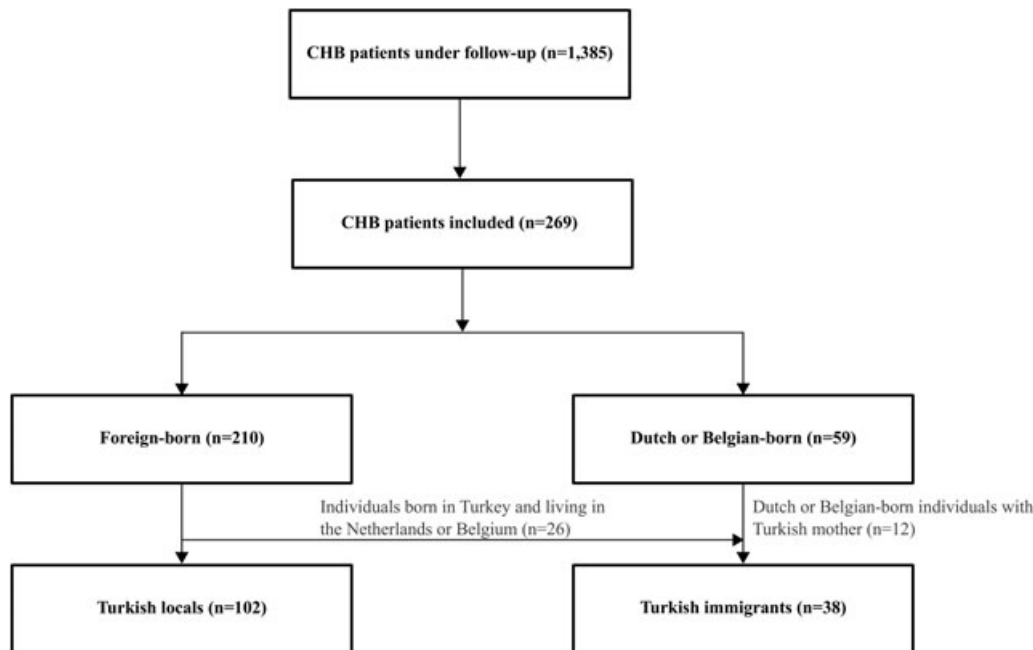 CHB patients under follow-up (n=1,385)
CHB patients included (n=269)
Foreign-born (n=210)
Dutch or Belgian-born (n=59)
Individuals born in Turkey and living in
the Netherlands or Belgium (n=26)
Dutch or Belgian-born individuals with
Turkish mother (n=12)
Turkish locals (n=102)
Turkish immigrants (n=38)